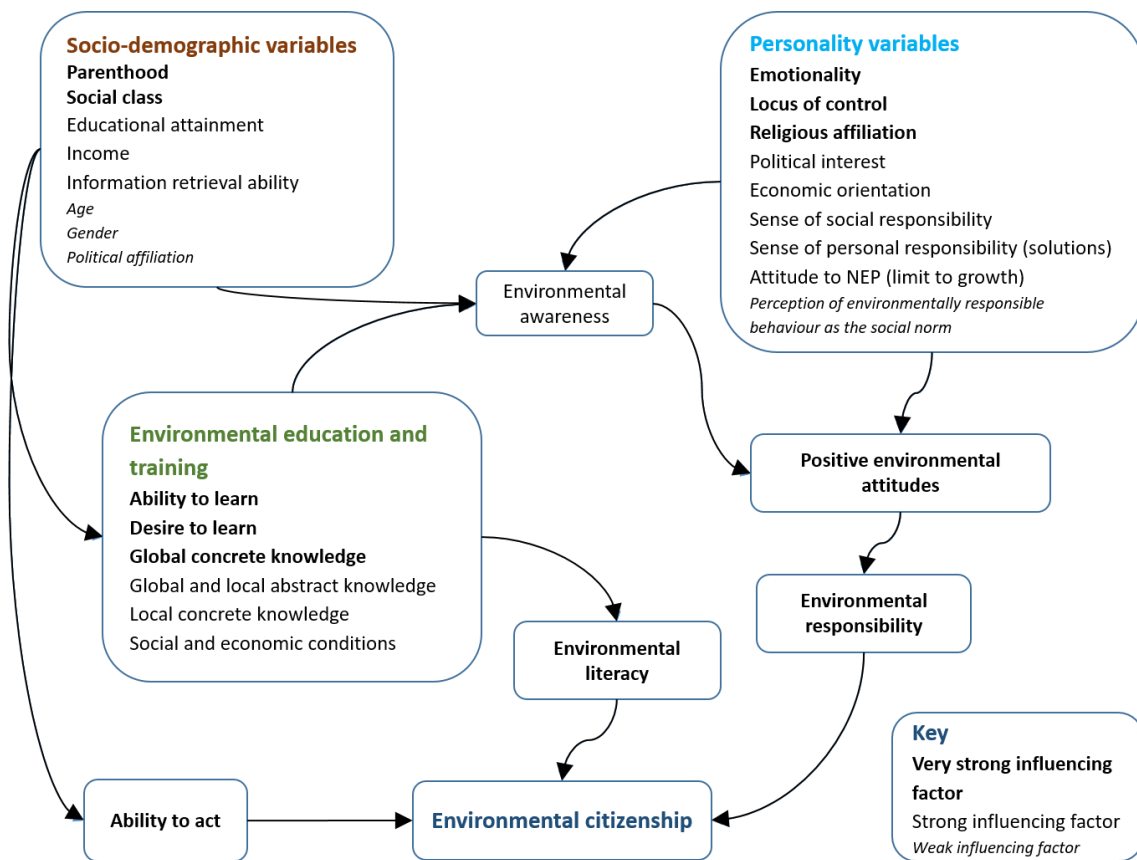 Socio-demographic variables
Parenthood
Social class
Educational attainment
Income
Information retrieval ability
Age
Gender
Political affiliation
Personality variables
Emotionality
Locus of control
Religious affiliation
Political interest
Economic orientation
Sense of social responsibility
Sense of personal responsibility (solutions)
Attitude to NEP (limit to growth)
Perception of environmentally responsible
behaviour as the social norm
Environmental
awareness
Environmental education and
training
Ability to learn
Desire to learn
Global concrete knowledge
Global and local abstract knowledge
Local concrete knowledge
Social and economic conditions
Positive environmental
attitudes
Environmental
responsibility
Environmental
literacy
Ability to act
Environmental citizenship
Key
Very strong influencing
factor
Strong influencing factor
Weak influencing factor